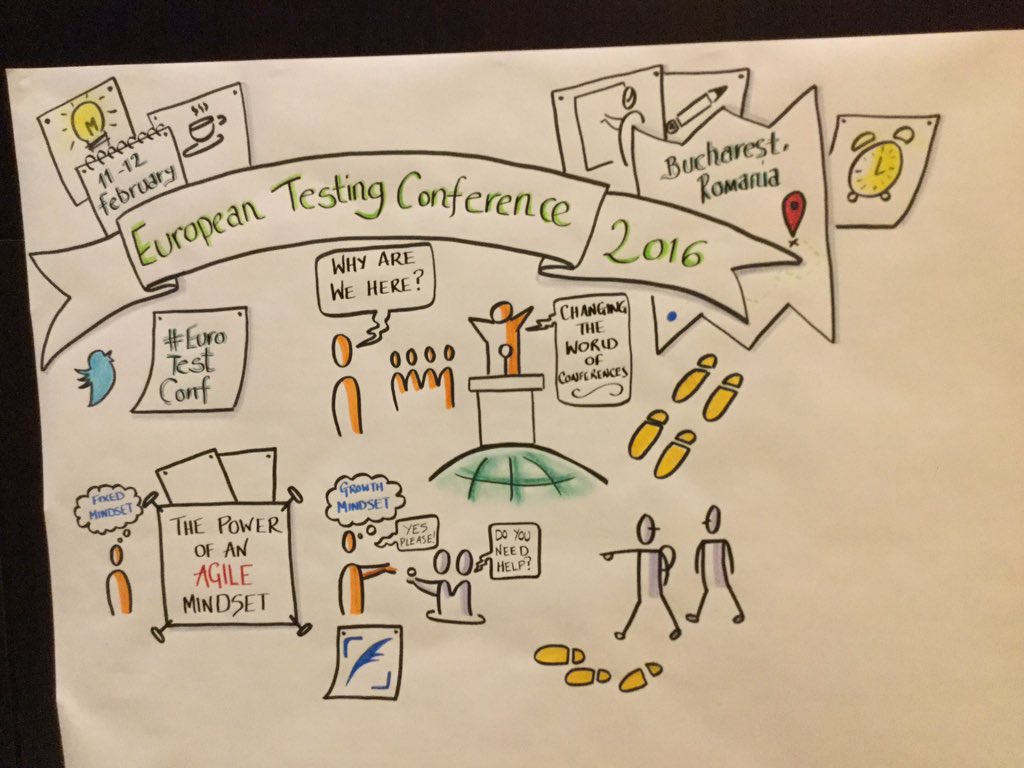 M
11-12
february
European Testing Conference
2016
Bucharest,
Romania
#Euro
Test
Conf
WHY ARE
WE HERE?
CHANGING
THE
WORLD
OF
CONFERENCES
FIXED
MINDSET
THE POWER
OF AN
AGILE
MINDSET
GROWTH
MINDSET
YES
PLEASE!
DO YOU
NEED
HELP?